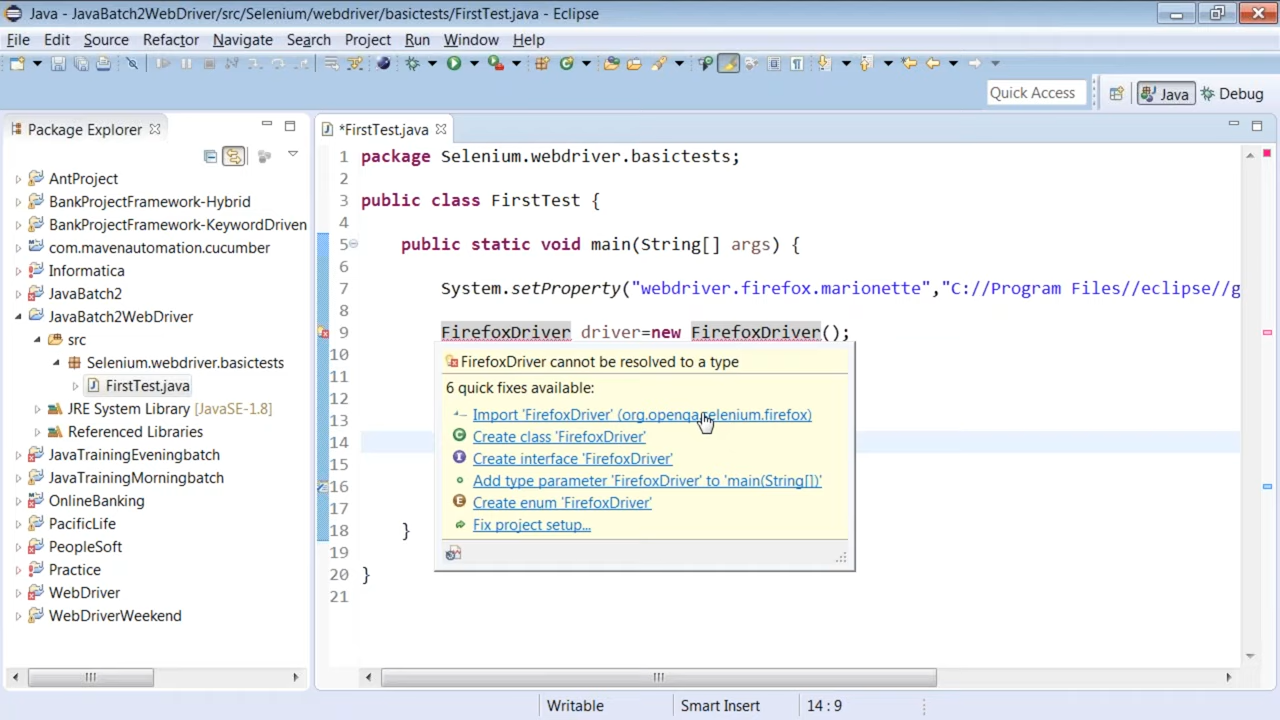 Java - JavaBatch2WebDriver/src/Selenium/webdriver/basictests/FirstTest.java - Eclipse
File Edit Source Refactor Navigate Search Project Run Window Help
Quick Access Java Debug
Package Explorer
AntProject
BankProjectFramework-Hybrid
BankProjectFramework-KeywordDriven
com.mavenautomation.cucumber
Informatica
JavaBatch2
JavaBatch2WebDriver
src
Selenium.webdriver.basictests
FirstTest.java
JRE System Library [JavaSE-1.8]
Referenced Libraries
JavaTrainingEveningbatch
JavaTrainingMorningbatch
OnlineBanking
PacificLife
PeopleSoft
Practice
WebDriver
WebDriverWeekend
*FirstTest.java
1 package Selenium.webdriver.basictests;
2
3 public class FirstTest {
4
5 public static void main(String[] args) {
6
7 System.setProperty("webdriver.firefox.marionette","C://Program Files//eclipse//g
8
9 FirefoxDriver driver=new FirefoxDriver();
10
11
12
13
14
15
16
17
18 }
19
20 }
21
FirefoxDriver cannot be resolved to a type
6 quick fixes available:
Import 'FirefoxDriver' (org.openqa.selenium.firefox)
Create class 'FirefoxDriver'
Create interface 'FirefoxDriver'
Add type parameter 'FirefoxDriver' to 'main(String[])'
Create enum 'FirefoxDriver'
Fix project setup...
Writable Smart Insert 14 : 9